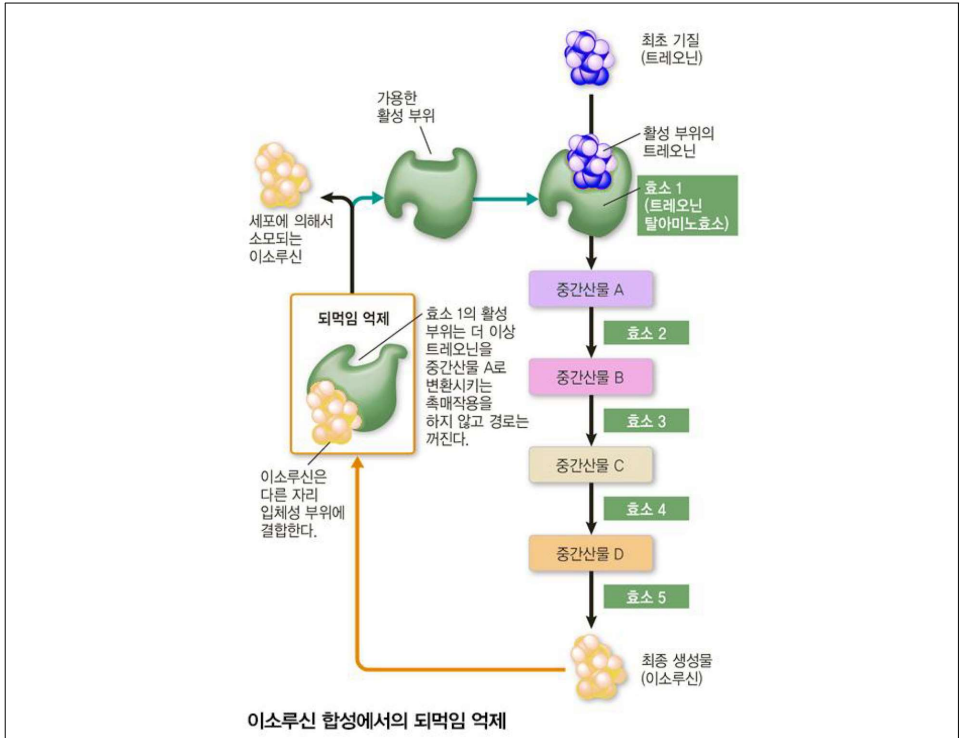 최초 기질
(트레오닌)
가용한
활성 부위
활성 부위의
트레오닌
효소 1
(트레오닌
탈아미노효소)
세포에 의해서
소모되는
이소루신
중간산물 A
되먹임 억제
효소 1의 활성
부위는 더 이상
트레오닌을
중간산물 A로
변환시키는
촉매작용을
하지 않고 경로는
꺼진다.
효소 2
중간산물 B
효소 3
중간산물 C
이소루신은
다른 자리
입체성 부위에
결합한다.
효소 4
중간산물 D
효소 5
최종 생성물
(이소루신)
이소루신 합성에서의 되먹임 억제